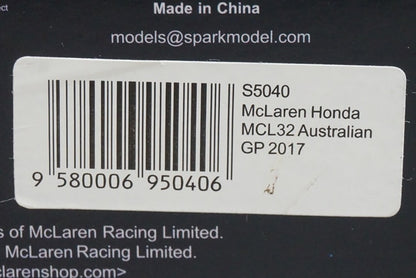 ect
Made in China
models@sparkmodel.com
S5040
McLaren Honda
MCL32 Australian
GP 2017
9 580006 950406
s of McLaren Racing Limited.
McLaren Racing Limited.
clarenshop.com>